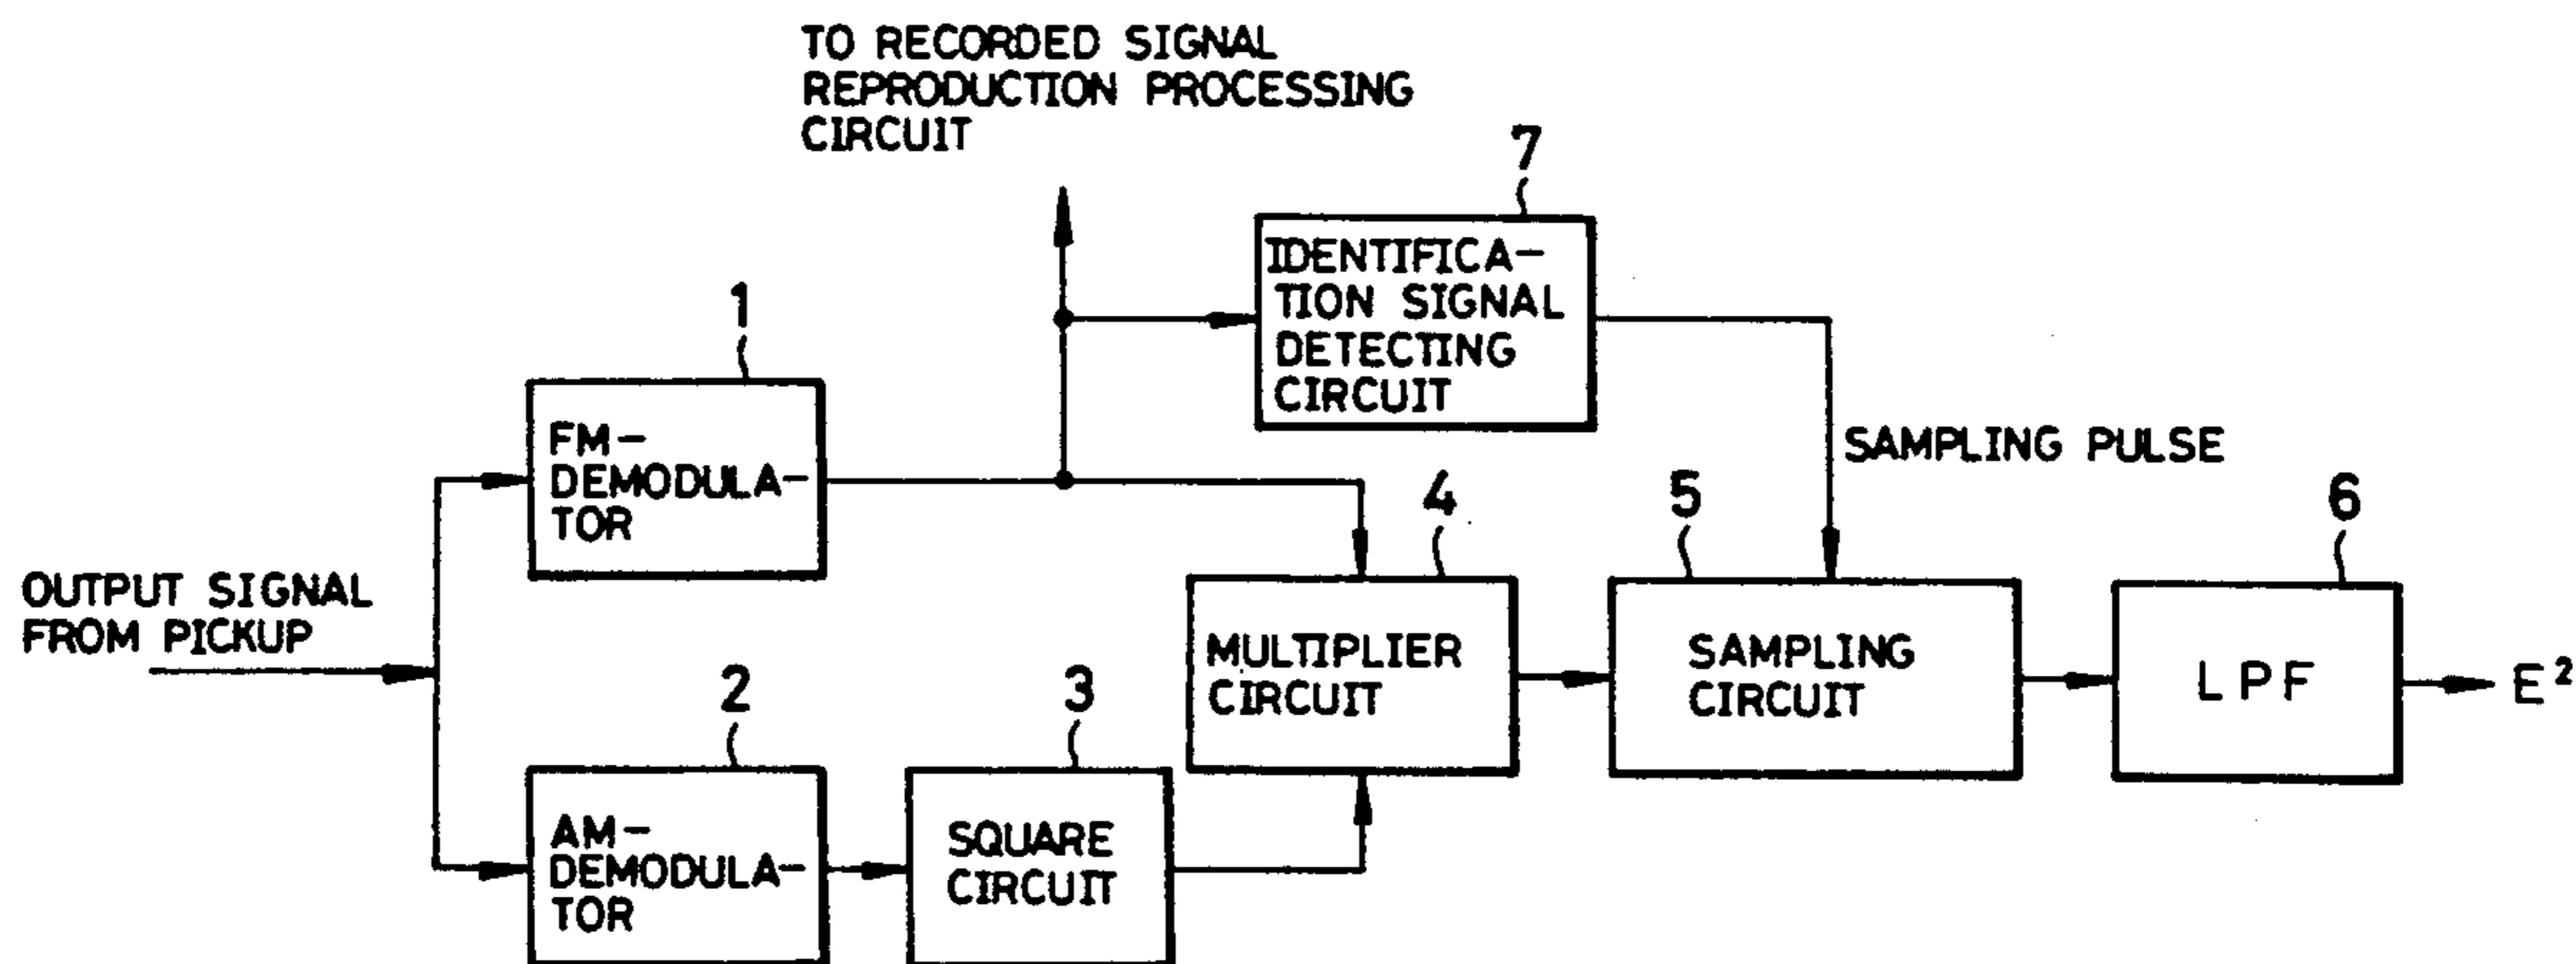 TO RECORDED SIGNAL
REPRODUCTION PROCESSING
CIRCUIT
7
IDENTIFICA-
TION SIGNAL
DETECTING
CIRCUIT
1
FM-
DEMODULA-
TOR
SAMPLING PULSE
4
5
6
OUTPUT SIGNAL
FROM PICKUP
MULTIPLIER
CIRCUIT
SAMPLING
CIRCUIT
LPF
E²
2
3
AM-
DEMODULA-
TOR
SQUARE
CIRCUIT